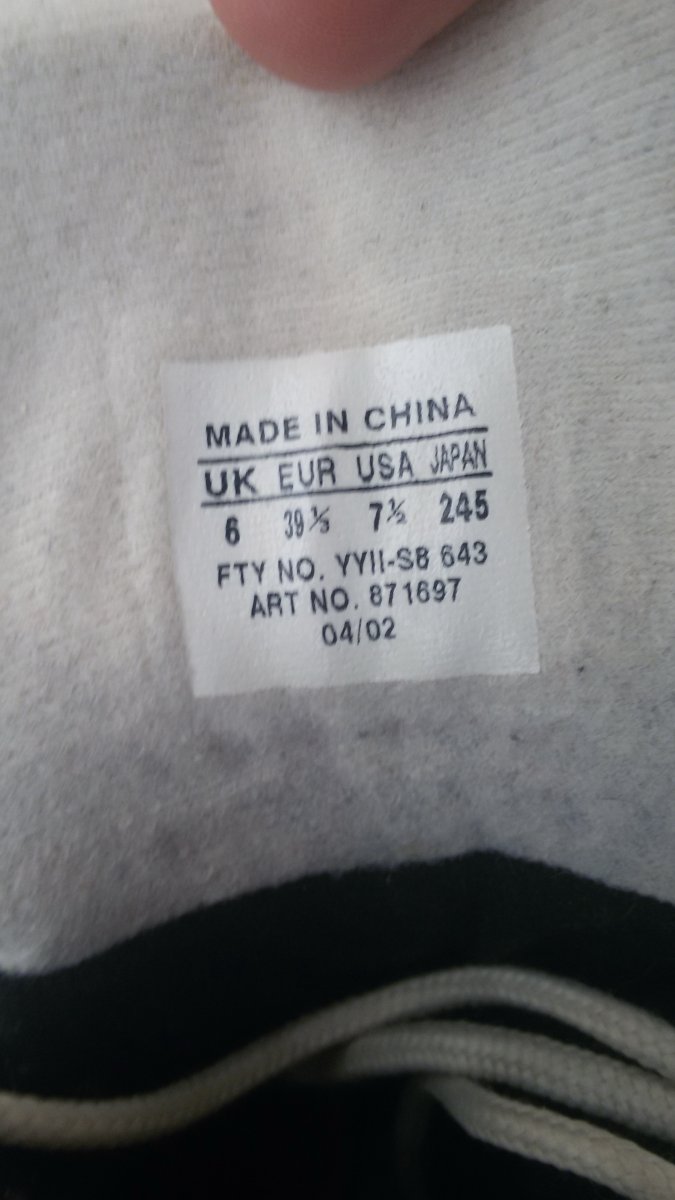 MADE IN CHINA
UK EUR USA JAPAN
6 39⅓ 7½ 245
FTY NO. YYII-SB 643
ART NO. 871697
04/02